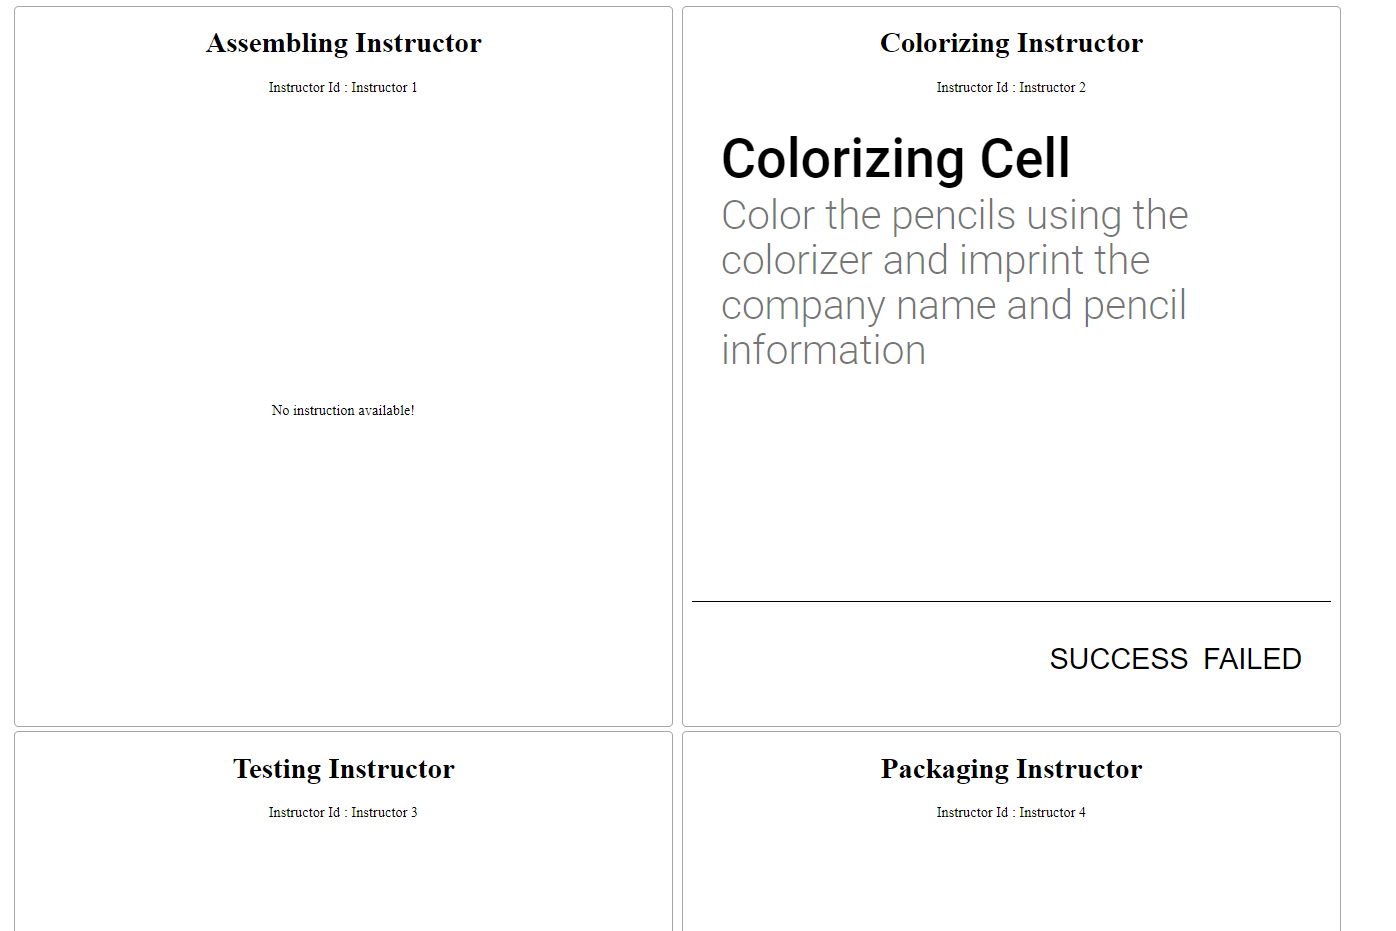 Assembling Instructor
Instructor Id : Instructor 1
No instruction available!
Colorizing Instructor
Instructor Id : Instructor 2
Colorizing Cell
Color the pencils using the
colorizer and imprint the
company name and pencil
information
SUCCESS FAILED
Testing Instructor
Instructor Id : Instructor 3
Packaging Instructor
Instructor Id : Instructor 4